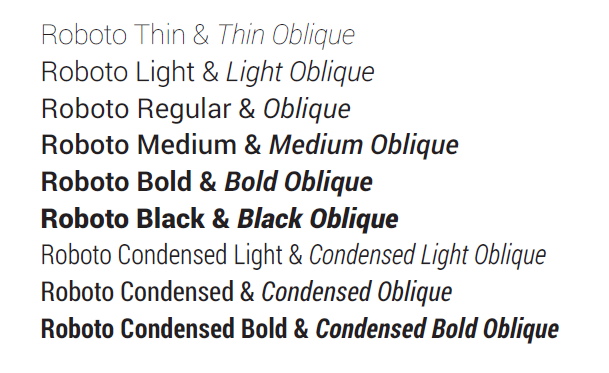 Roboto Thin & Thin Oblique
Roboto Light & Light Oblique
Roboto Regular & Oblique
Roboto Medium & Medium Oblique
Roboto Bold & Bold Oblique
Roboto Black & Black Oblique
Roboto Condensed Light & Condensed Light Oblique
Roboto Condensed & Condensed Oblique
Roboto Condensed Bold & Condensed Bold Oblique